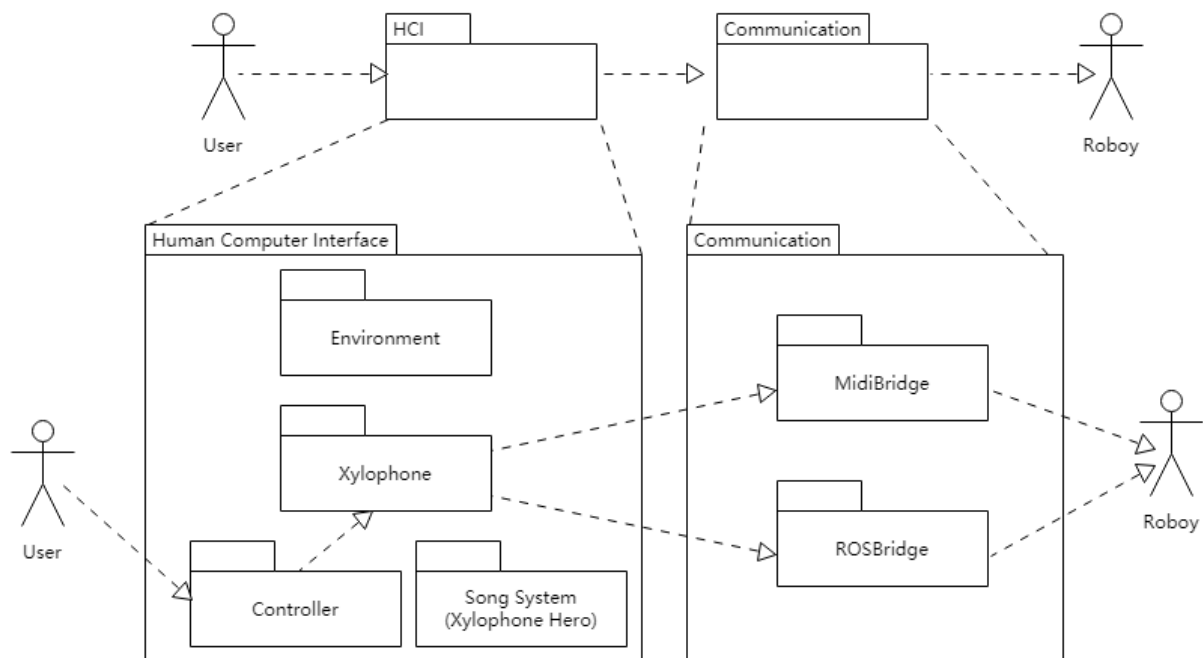 HCI
Communication
User
Roboy
Human Computer Interface
Communication
Environment
MidiBridge
Xylophone
User
Roboy
ROSBridge
Controller
Song System
(Xylophone Hero)